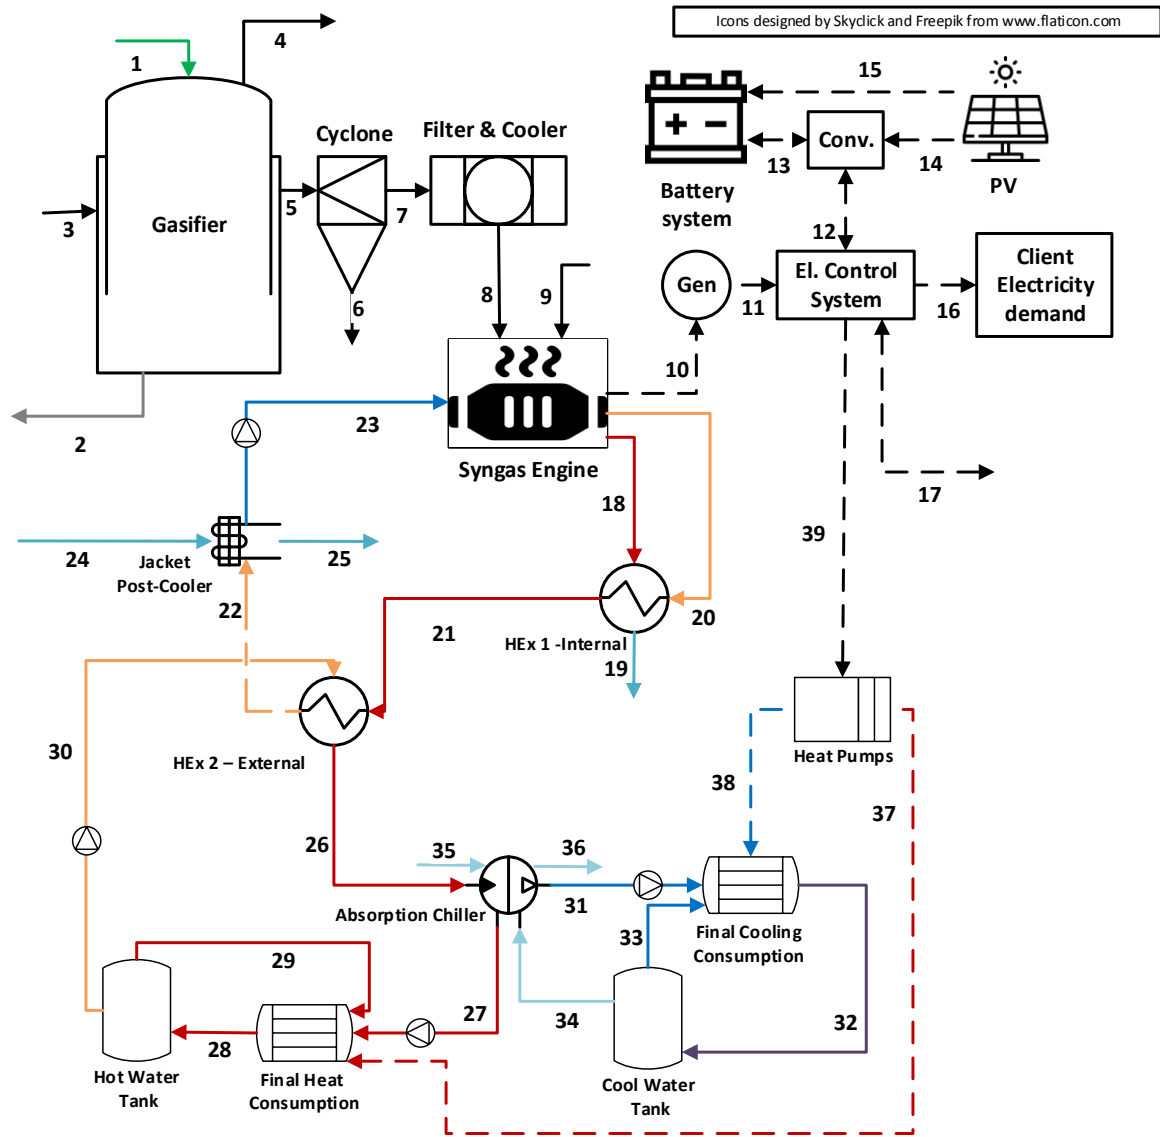 Icons designed by Skyclick and Freepik from www.flaticon.com
1
4
15
Cyclone
Filter & Cooler
+ -
Conv.
13
14
PV
Battery
system
3
Gasifier
5
7
12
6
8
9
Gen
11
El. Control
System
16
Client
Electricity
demand
10
2
23
Syngas Engine
17
18
39
24
Jacket
Post-Cooler
25
22
20
21
HEx 1 -Internal
19
30
HEx 2 – External
Heat Pumps
38
37
26
35
36
Absorption Chiller
31
33
Final Cooling
Consumption
29
27
34
32
28
Hot Water
Tank
Final Heat
Consumption
Cool Water
Tank